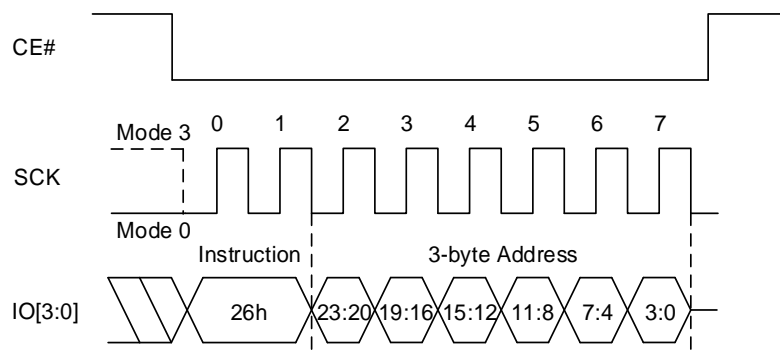 CE#
0 1 2 3 4 5 6 7
Mode 3
SCK
Mode 0
Instruction 3-byte Address
IO[3:0] 26h 23:20 19:16 15:12 11:8 7:4 3:0